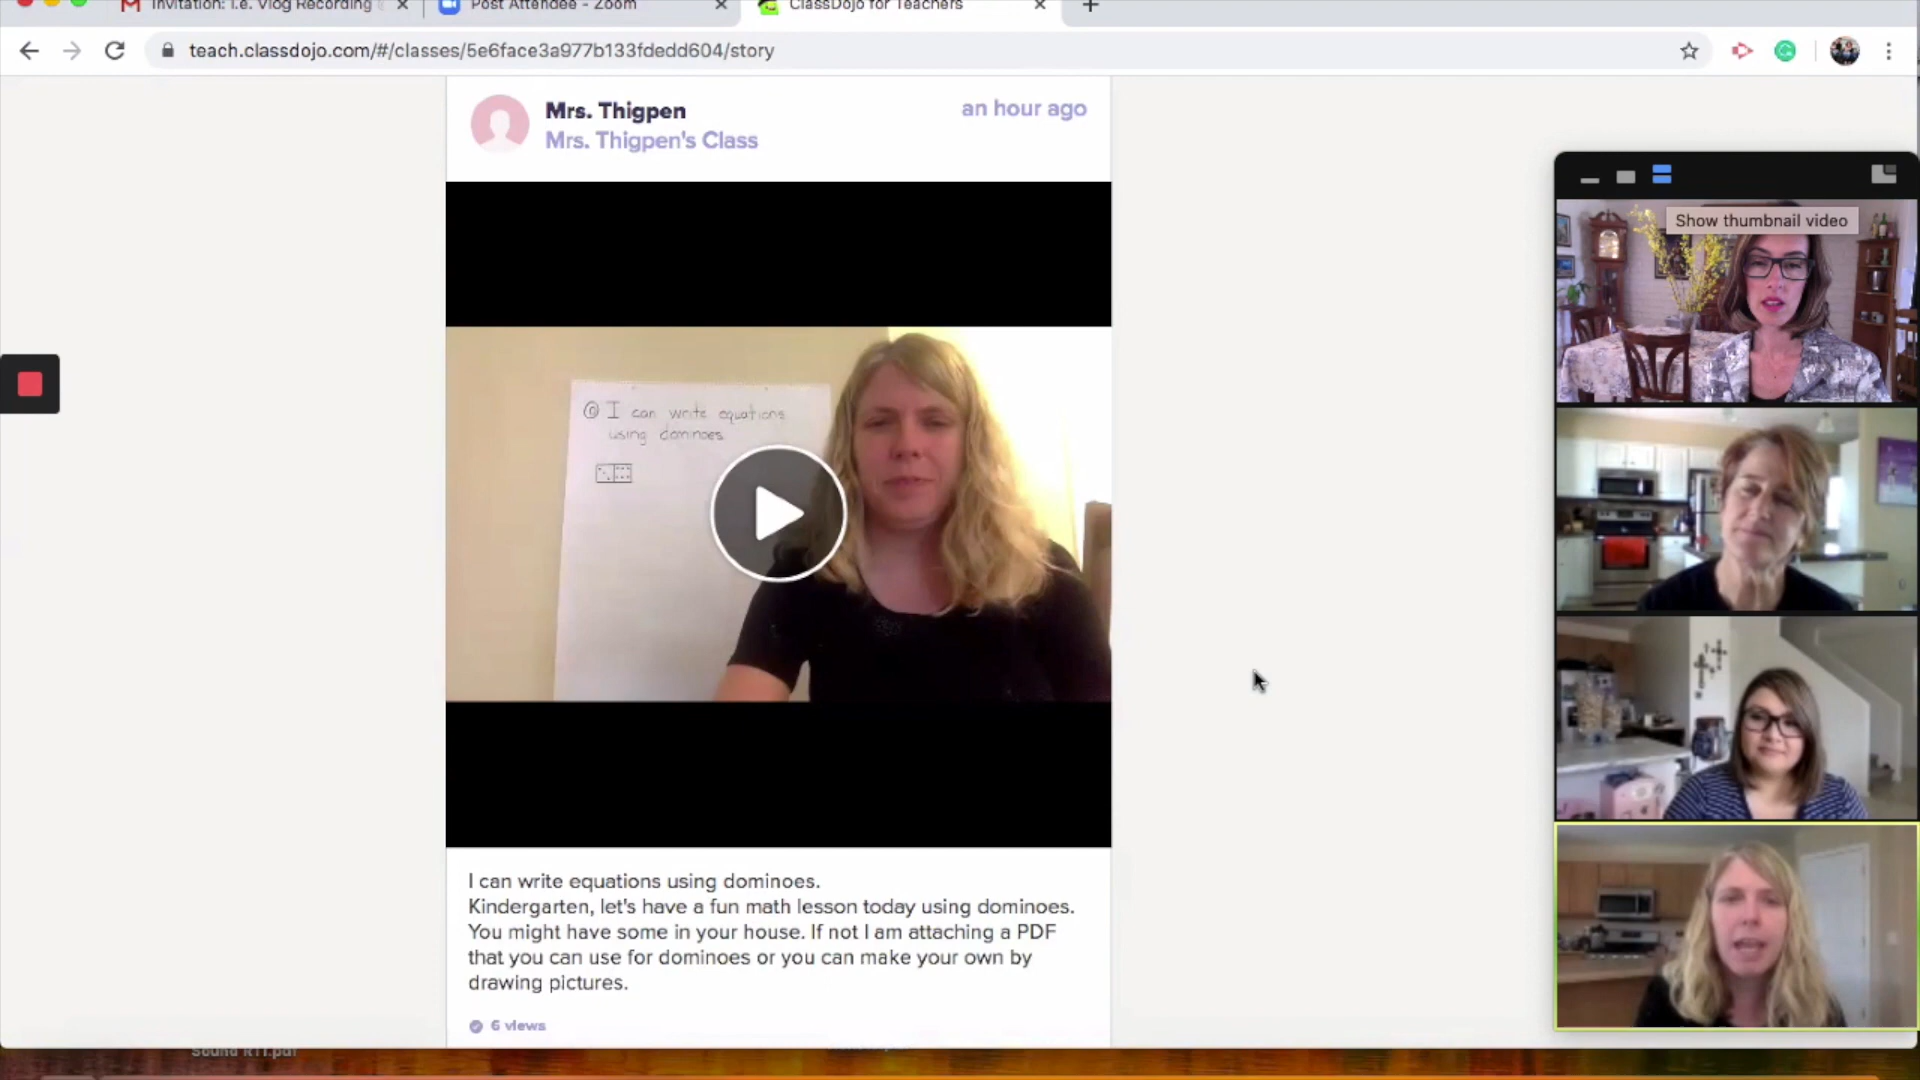 Invitation: i.e. Vlog Recording
Post Attendee - Zoom
ClassDojo for Teachers
teach.classdojo.com/#/classes/5e6face3a977b133fdedd604/story
Mrs. Thigpen
an hour ago
Mrs. Thigpen's Class
Show thumbnail video
I can write equations
using dominoes
I can write equations using dominoes.
Kindergarten, let's have a fun math lesson today using dominoes.
You might have some in your house. If not I am attaching a PDF
that you can use for dominoes or you can make your own by
drawing pictures.
6 views
Sound RTI.pdf